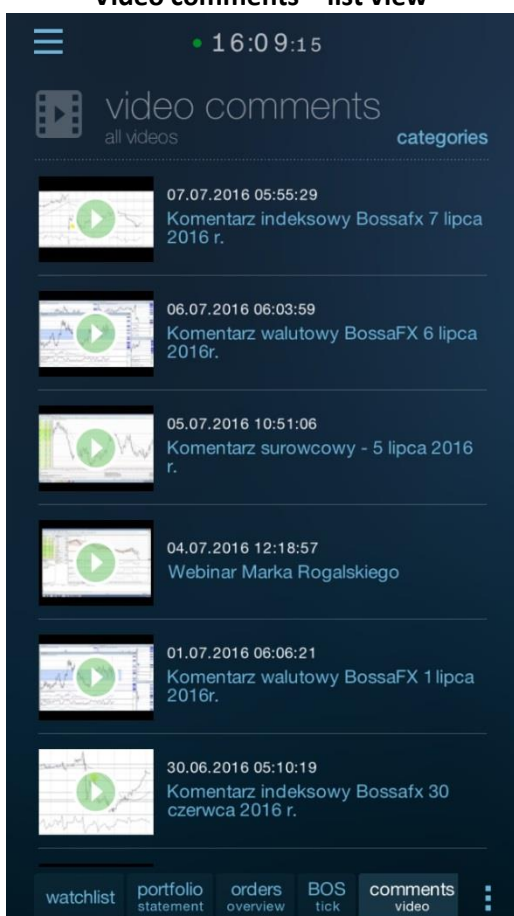 Video comments – list view
16:09:15
video comments
all videos
categories
07.07.2016 05:55:29
Komentarz indeksowy Bossafx 7 lipca
2016 r.
06.07.2016 06:03:59
Komentarz walutowy BossaFX 6 lipca
2016r.
05.07.2016 10:51:06
Komentarz surowcowy - 5 lipca 2016
r.
04.07.2016 12:18:57
Webinar Marka Rogalskiego
01.07.2016 06:06:21
Komentarz walutowy BossaFX 1 lipca
2016r.
30.06.2016 05:10:19
Komentarz indeksowy Bossafx 30
czerwca 2016 r.
watchlist portfolio orders BOS comments
statement overview tick video